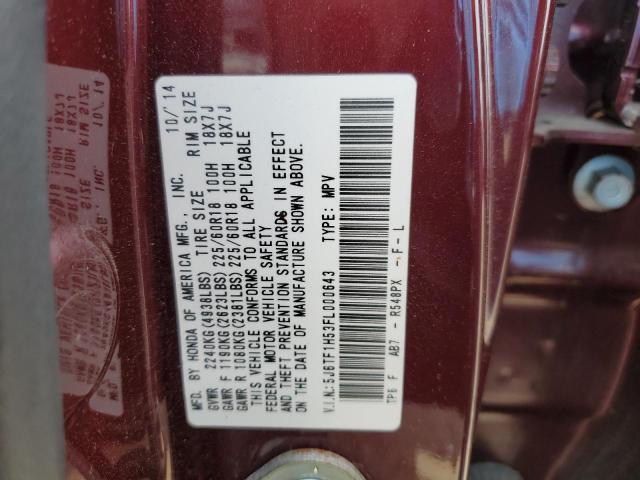 MFD. BY HONDA OF AMERICA MFG., INC. 10/14
GVWR 2240KG(4938LBS) TIRE SIZE RIM SIZE
GAWR F 1190KG(2623LBS) 225/60R18 100H 18X7J
GAWR R 1080KG(2381LBS) 225/60R18 100H 18X7J
THIS VEHICLE CONFORMS TO ALL APPLICABLE
FEDERAL MOTOR VEHICLE SAFETY
AND THEFT PREVENTION STANDARDS IN EFFECT
ON THE DATE OF MANUFACTURE SHOWN ABOVE.
V.I.N.:5J6TF1H53FL000643 TYPE: MPV
TP6 F AB7 - R548PX - F - L